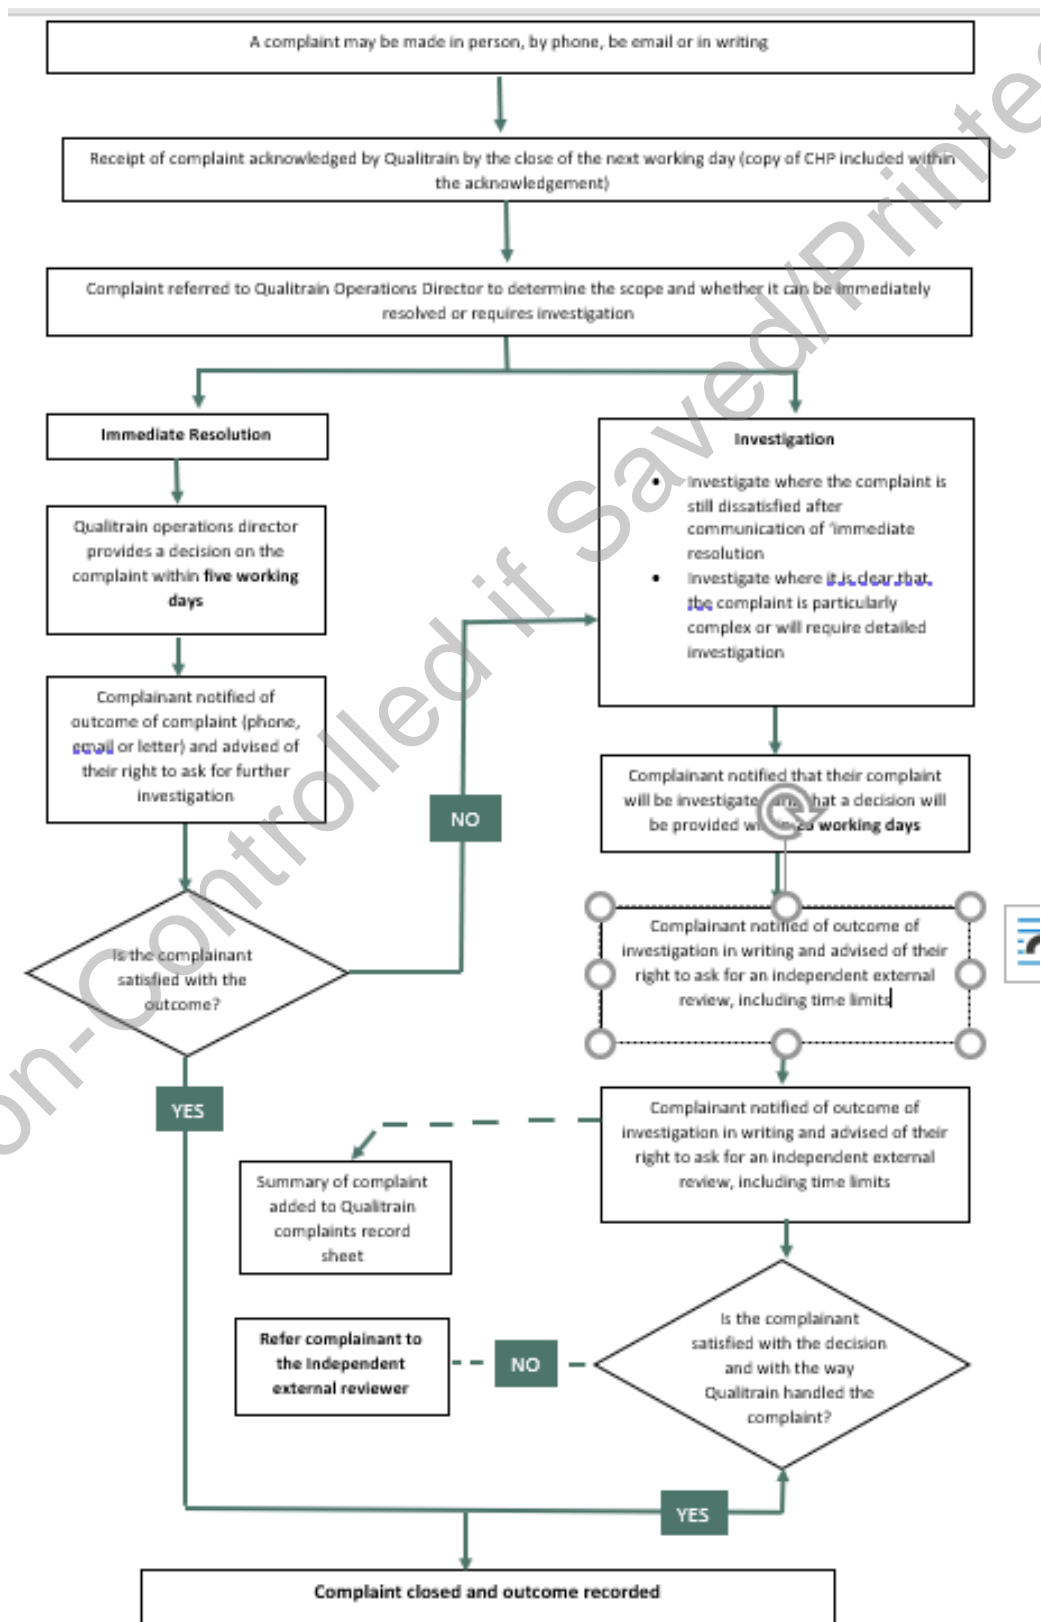 A complaint may be made in person, by phone, be email or in writing
Receipt of complaint acknowledged by Qualitrain by the close of the next working day (copy of CHP included within
the acknowledgement)
Complaint referred to Qualitrain Operations Director to determine the scope and whether it can be immediately
resolved or requires investigation
Immediate Resolution
Qualitrain operations director
provides a decision on the
complaint within five working
days
Complainant notified of
outcome of complaint (phone,
email or letter) and advised of
their right to ask for further
investigation
Is the complainant
satisfied with the
outcome?
NO
YES
Investigation
• Investigate where the complaint is
still dissatisfied after
communication of 'immediate
resolution
• Investigate where it is clear that
the complaint is particularly
complex or will require detailed
investigation
Complainant notified that their complaint
will be investigate hat a decision will
be provided working days
Complainant notified of outcome of
investigation in writing and advised of their
right to ask for an independent external
review, including time limits
Complainant notified of outcome of
investigation in writing and advised of their
right to ask for an independent external
review, including time limits
Summary of complaint
added to Qualitrain
complaints record
sheet
Is the complainant
satisfied with the decision
and with the way
Qualitrain handled the
complaint?
NO
Refer complainant to
the Independent
external reviewer
YES
Complaint closed and outcome recorded
on-Controlled if Saved/Printe